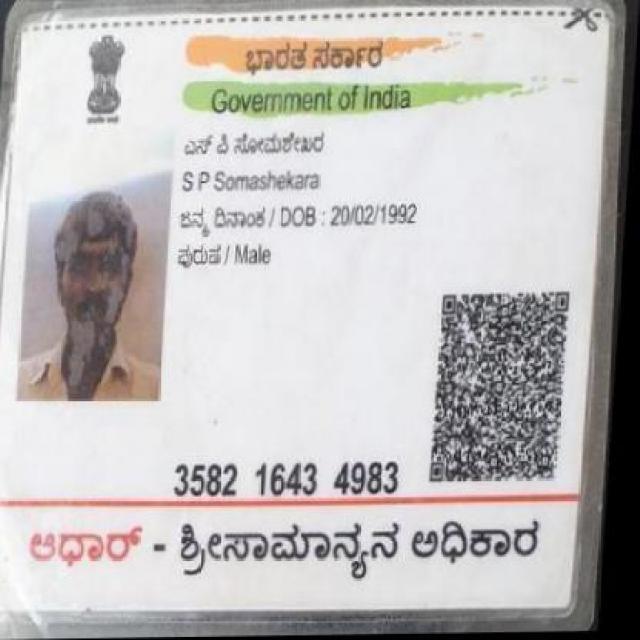 ಭಾರತ ಸರ್ಕಾರ
Government of India
ಎಸ್ ಪಿ ಸೋಮಶೇಖರ
S P Somashekara
ಜನ್ಮ ದಿನಾಂಕ / DOB : 20/02/1992
ಪುರುಷ / Male
3582 1643 4983
ಆಧಾರ್ - ಶ್ರೀಸಾಮಾನ್ಯನ ಅಧಿಕಾರ